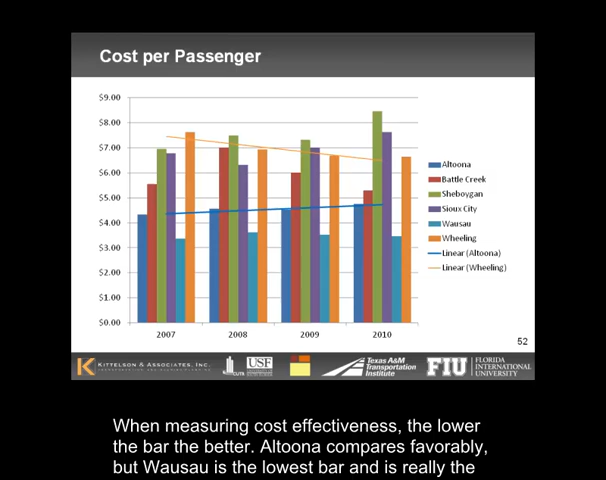 Cost per Passenger
$9.00
$8.00
$7.00
$6.00
$5.00
$4.00
$3.00
$2.00
$1.00
$0.00
2007 2008 2009 2010
Altoona
Battle Creek
Sheboygan
Sioux City
Wausau
Wheeling
Linear (Altoona)
Linear (Wheeling)
52
KITTELSON & ASSOCIATES, INC.
CUTR
USF
Texas A&M
Transportation
Institute
FIU
FLORIDA
INTERNATIONAL
UNIVERSITY
When measuring cost effectiveness, the lower
the bar the better. Altoona compares favorably,
but Wausau is the lowest bar and is really the